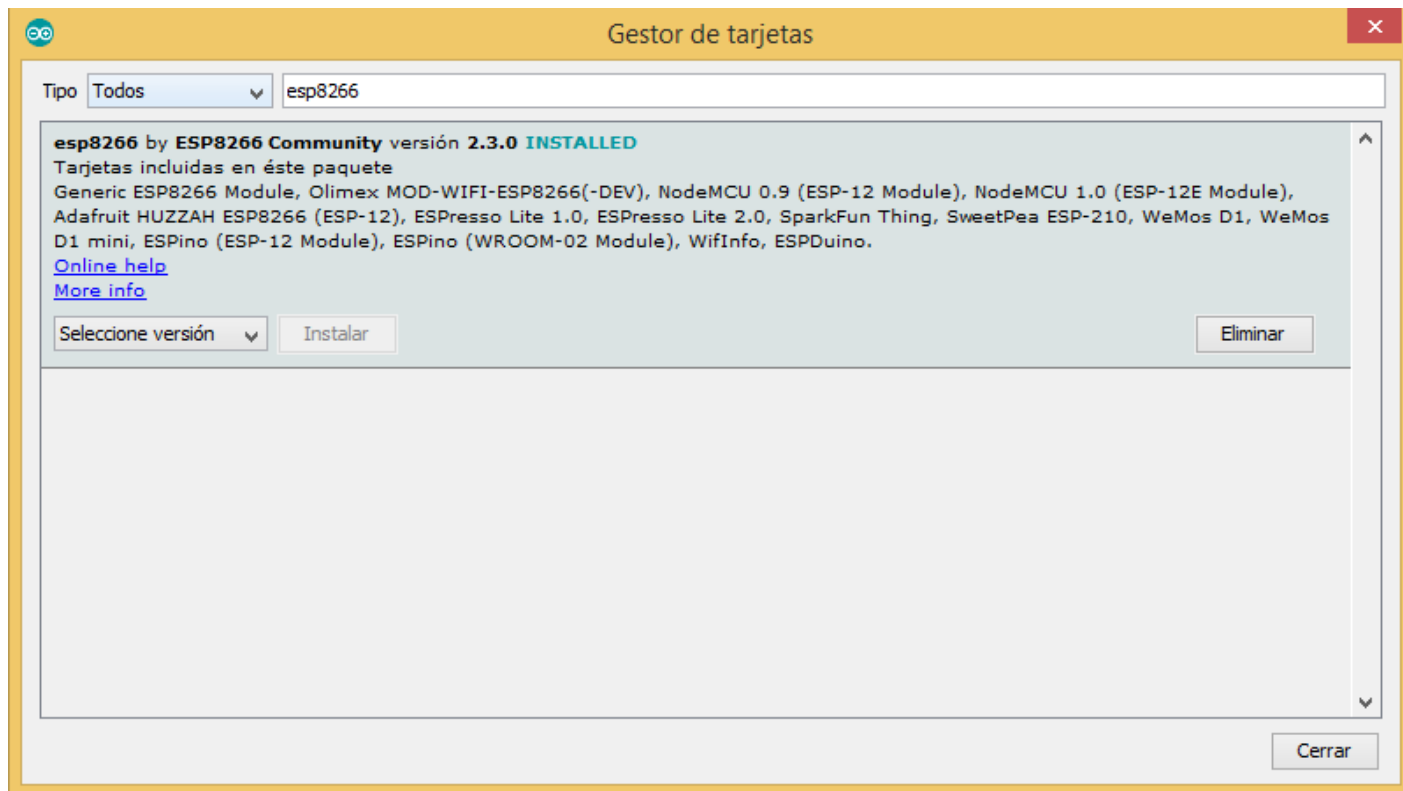 Gestor de tarjetas
Tipo Todos esp8266
esp8266 by ESP8266 Community versión 2.3.0 INSTALLED
Tarjetas incluidas en éste paquete
Generic ESP8266 Module, Olimex MOD-WIFI-ESP8266(-DEV), NodeMCU 0.9 (ESP-12 Module), NodeMCU 1.0 (ESP-12E Module),
Adafruit HUZZAH ESP8266 (ESP-12), ESPresso Lite 1.0, ESPresso Lite 2.0, SparkFun Thing, SweetPea ESP-210, WeMos D1, WeMos
D1 mini, ESPino (ESP-12 Module), ESPino (WROOM-02 Module), WifInfo, ESPDuino.
Online help
More info
Seleccione versión Instalar Eliminar
Cerrar